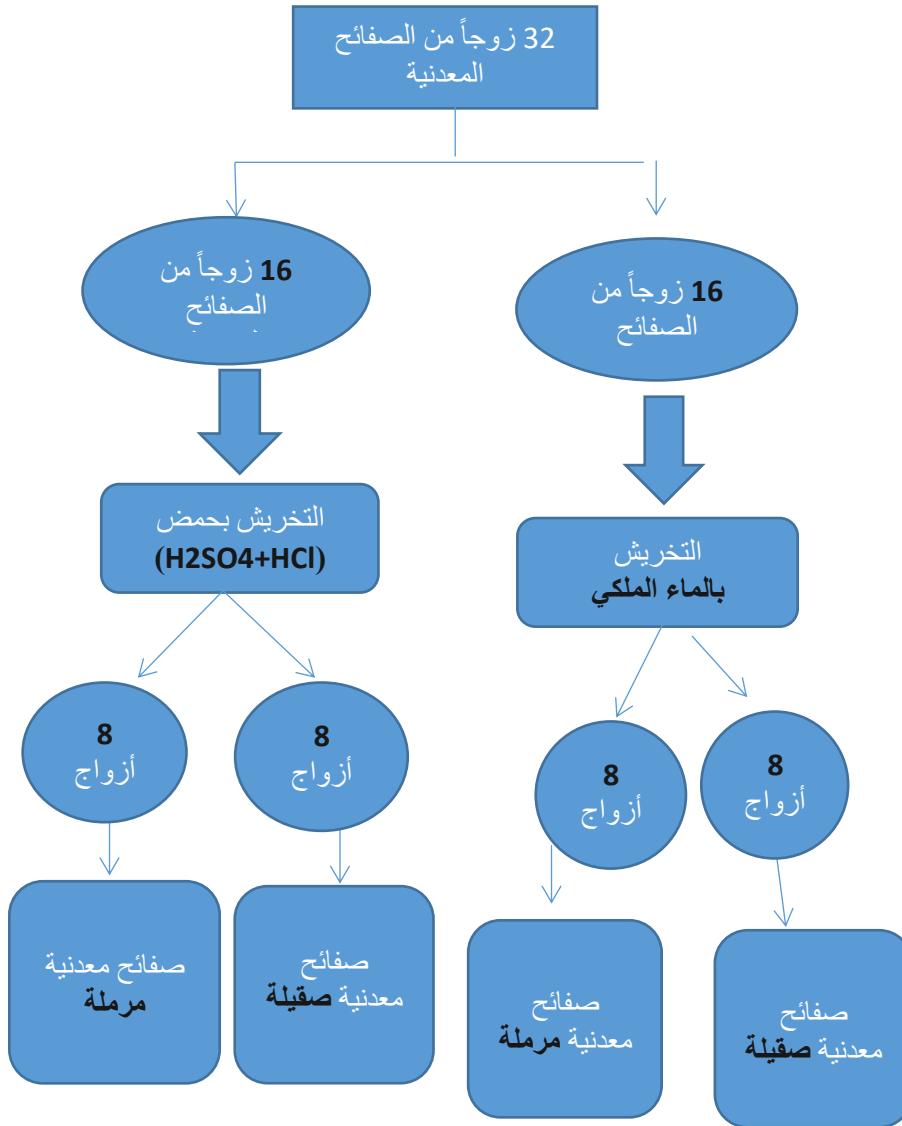 32 زوجاً من الصفائح
المعدنية
16 زوجاً من
الصفائح
16 زوجاً من
الصفائح
التخريش
بالماء الملكي
التخريش بحمض
(H2SO4+HCl)
8
أزواج
8
أزواج
8
أزواج
8
أزواج
صفائح
معدنية صقيلة
صفائح
معدنية مرملة
صفائح
معدنية صقيلة
صفائح معدنية
مرملة